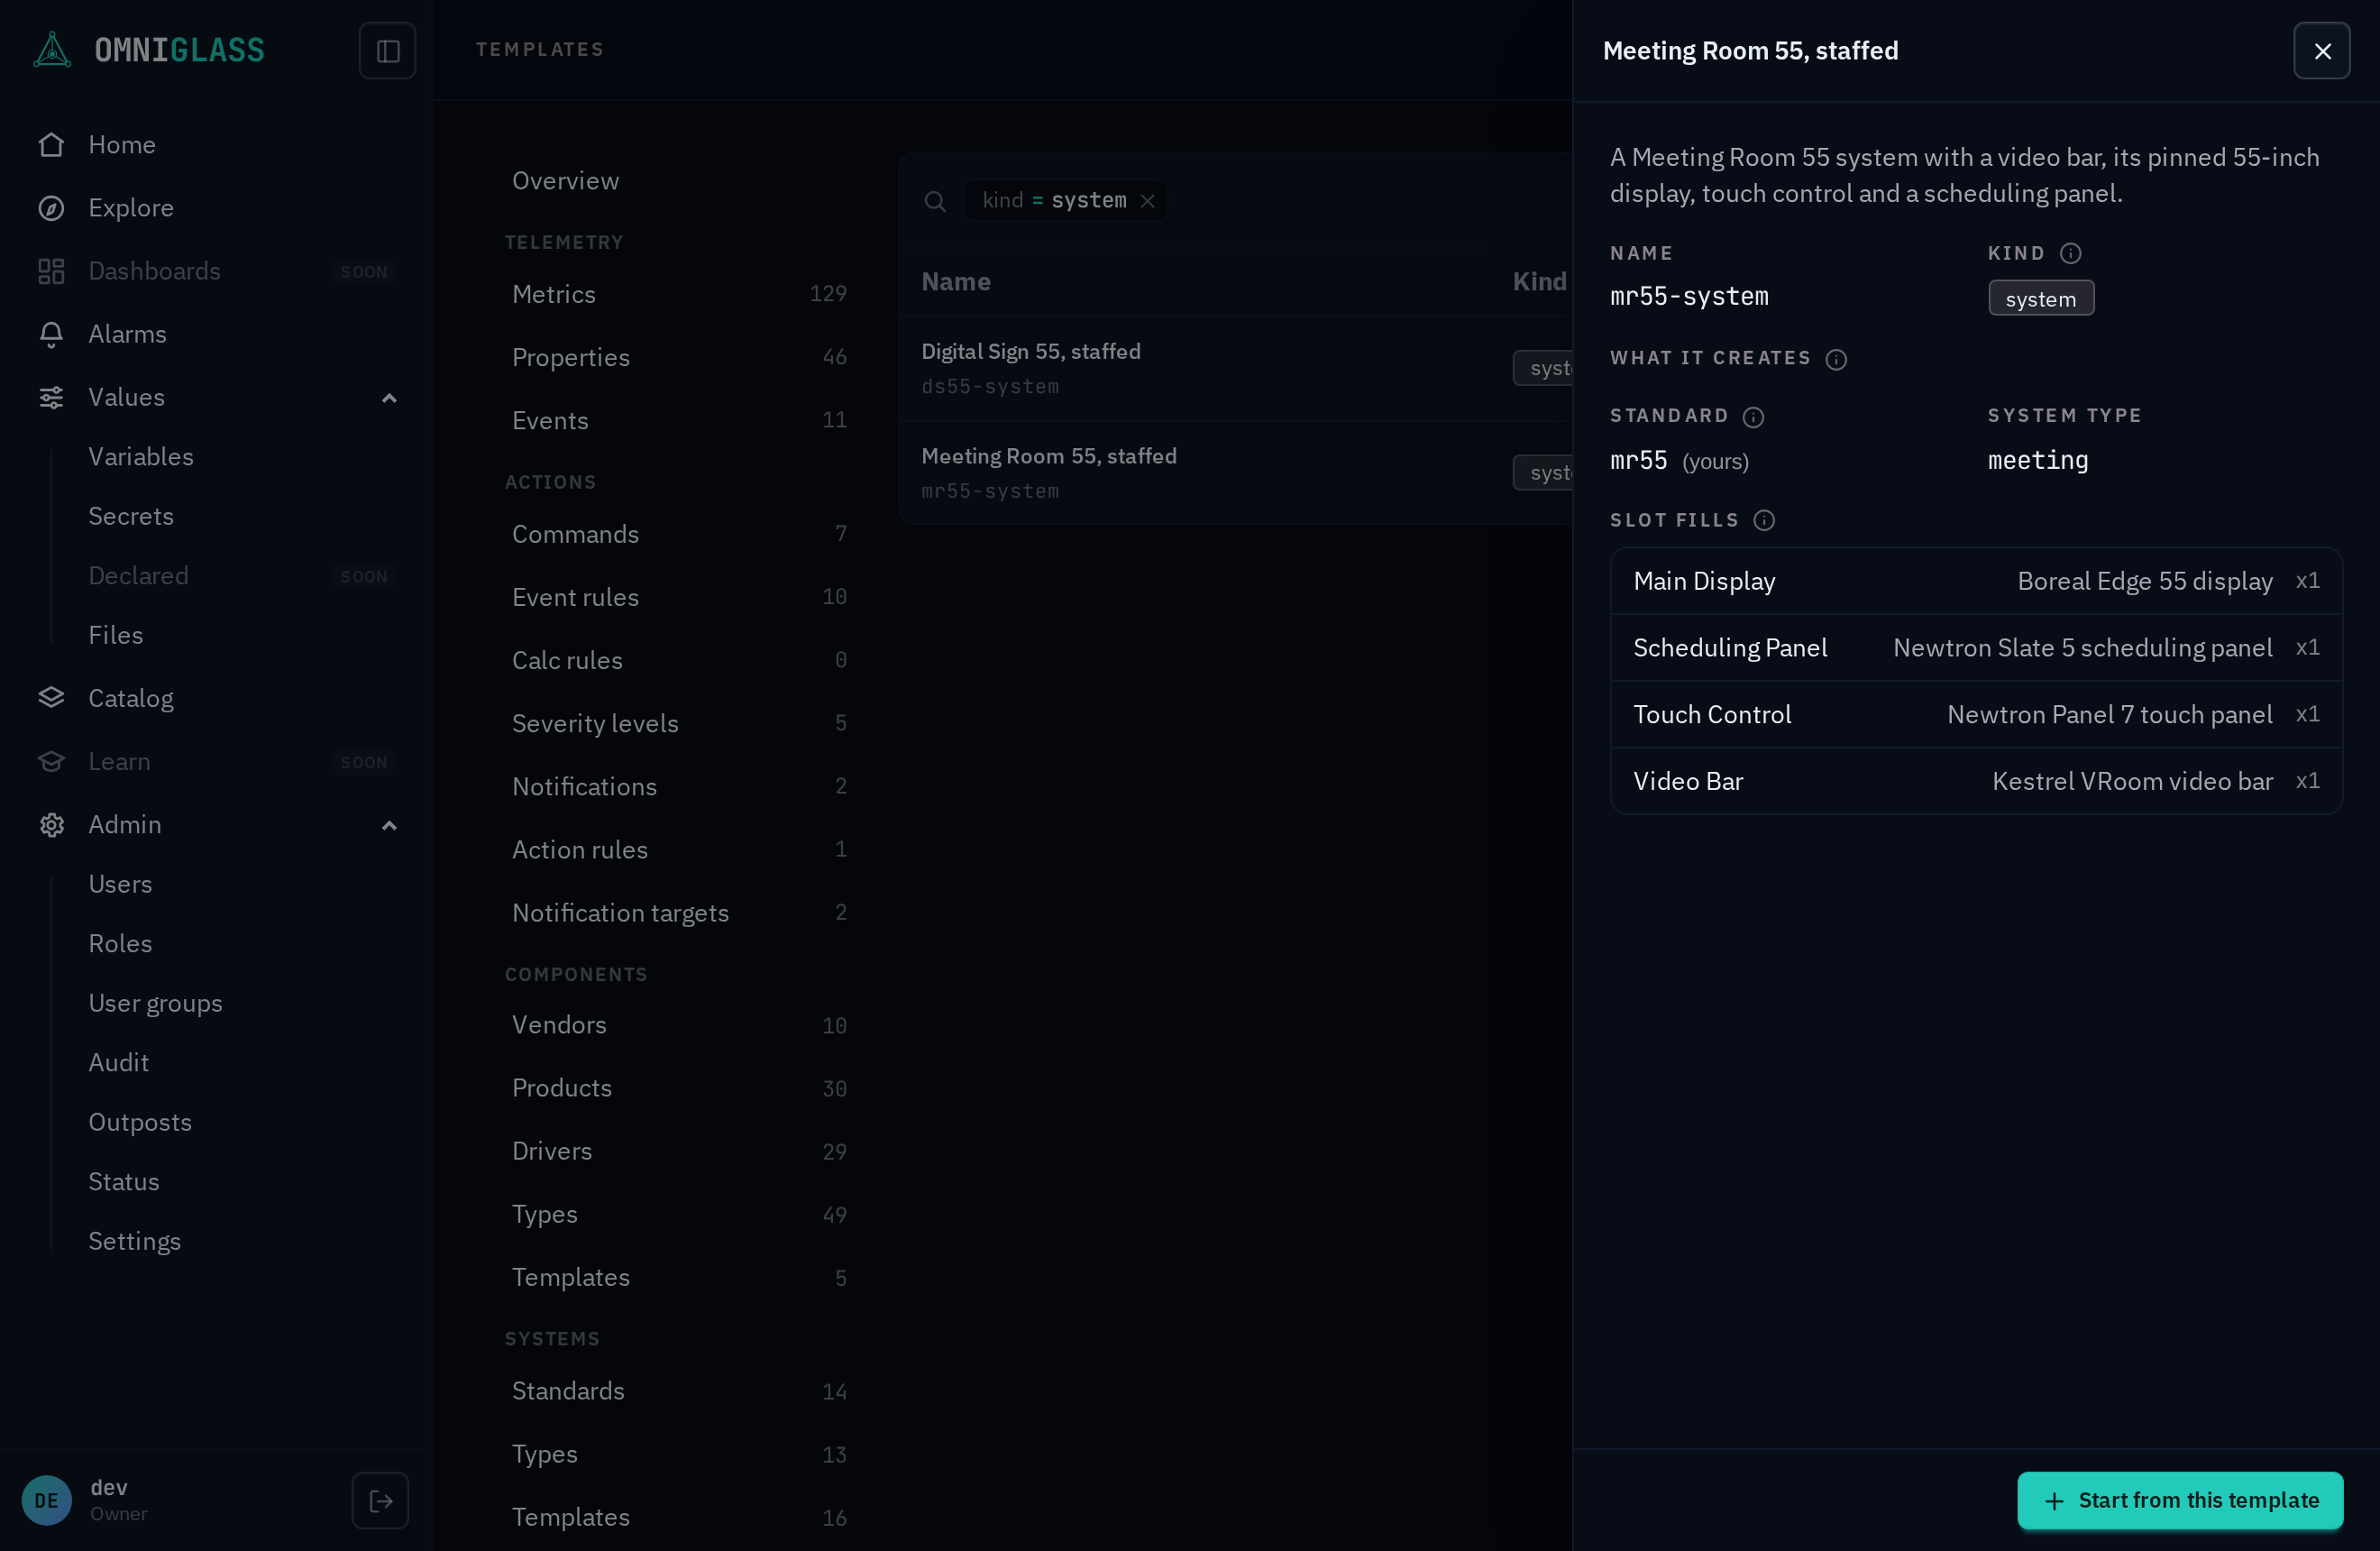 OMNIGLASS
Home
Explore
Dashboards SOON
Alarms
Values
Variables
Secrets
Declared SOON
Files
Catalog
Learn SOON
Admin
Users
Roles
User groups
Audit
Outposts
Status
Settings
DE
dev
Owner
TEMPLATES
Overview
TELEMETRY
Metrics 129
Properties 46
Events 11
ACTIONS
Commands 7
Event rules 10
Calc rules 0
Severity levels 5
Notifications 2
Action rules 1
Notification targets 2
COMPONENTS
Vendors 10
Products 30
Drivers 29
Types 49
Templates 5
SYSTEMS
Standards 14
Types 13
Templates 16
kind = system
Name Kind
Digital Sign 55, staffed
ds55-system
syst
Meeting Room 55, staffed
mr55-system
syst
Meeting Room 55, staffed
A Meeting Room 55 system with a video bar, its pinned 55-inch
display, touch control and a scheduling panel.
NAME KIND
mr55-system system
WHAT IT CREATES
STANDARD SYSTEM TYPE
mr55 (yours) meeting
SLOT FILLS
Main Display Boreal Edge 55 display x1
Scheduling Panel Newtron Slate 5 scheduling panel x1
Touch Control Newtron Panel 7 touch panel x1
Video Bar Kestrel VRoom video bar x1
Start from this template